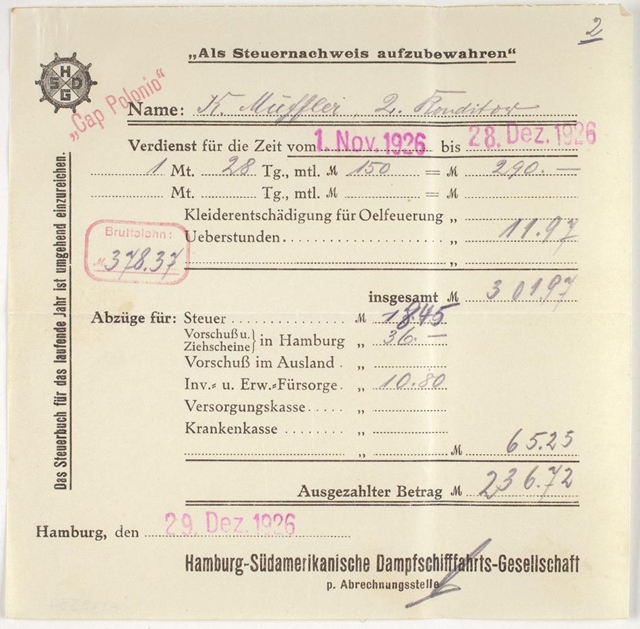 2
„Als Steuernachweis aufzubewahren“
H S D G
„Cap Polonio“
Name: K. Müffler, 2. Konditor
Verdienst für die Zeit vom 1. Nov. 1926 bis 28. Dez. 1926
1 Mt. 28 Tg., mtl. M 150 = M 290.—
Mt. Tg., mtl. M = M
Kleiderentschädigung für Oelfeuerung „
Ueberstunden „ 11.97
„
Bruttolohn:
M 378.37
insgesamt M 301 97
Abzüge für: Steuer M 18.45
Vorschuß u. Ziehscheine } in Hamburg „ 36.—
Vorschuß im Ausland „
Inv.= u. Erw.=Fürsorge „ 10.80
Versorgungskasse „
Krankenkasse „
„ M 65.25
Ausgezahlter Betrag M 236.72
Hamburg, den 29. Dez. 1926
Hamburg-Südamerikanische Dampfschifffahrts-Gesellschaft
p. Abrechnungsstelle
Das Steuerbuch für das laufende Jahr ist umgehend einzureichen.